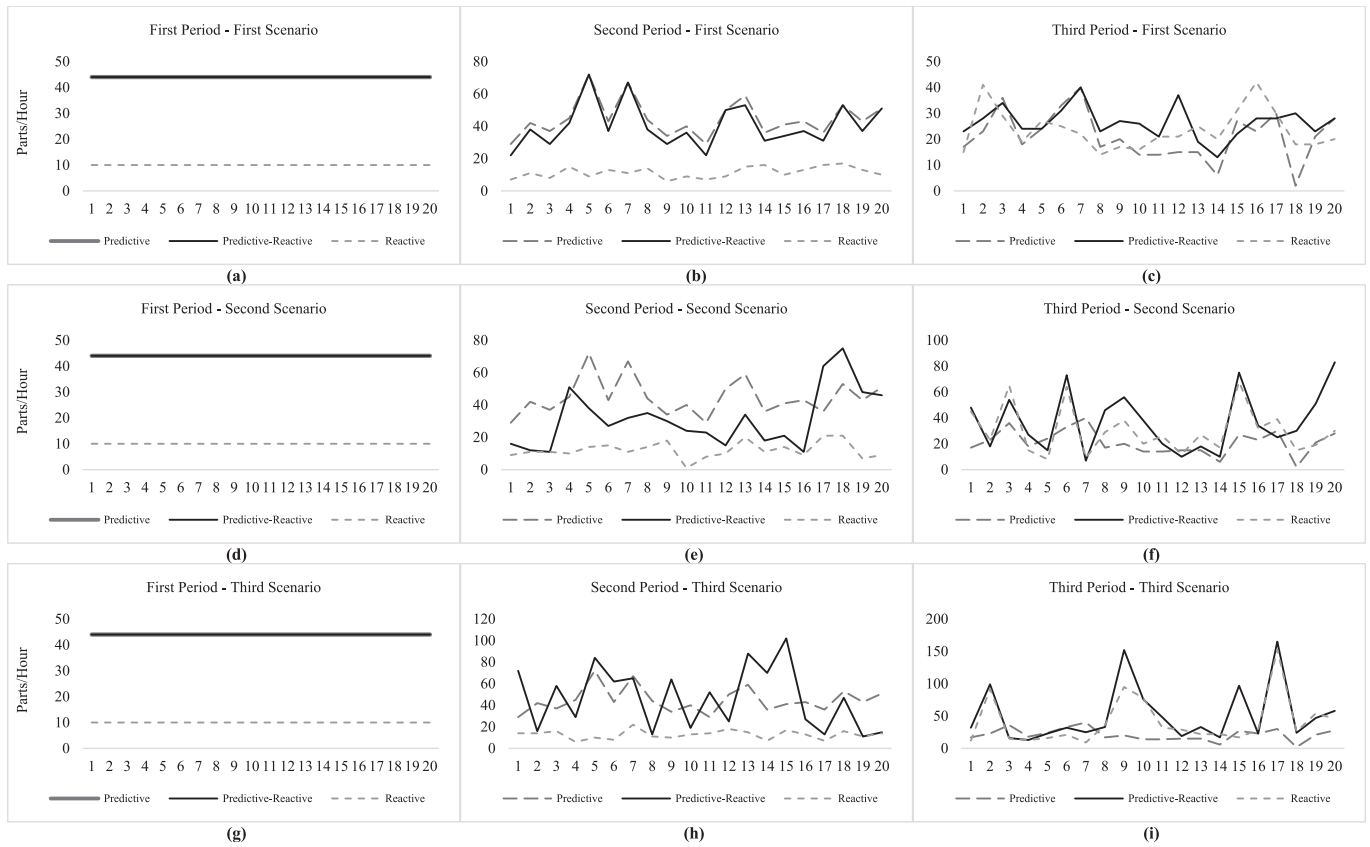 First Period - First Scenario
Parts/Hour
50
40
30
20
10
0
1 2 3 4 5 6 7 8 9 10 11 12 13 14 15 16 17 18 19 20
Predictive Predictive-Reactive Reactive
(a)
Second Period - First Scenario
80
60
40
20
0
1 2 3 4 5 6 7 8 9 10 11 12 13 14 15 16 17 18 19 20
Predictive Predictive-Reactive Reactive
(b)
Third Period - First Scenario
50
40
30
20
10
0
1 2 3 4 5 6 7 8 9 10 11 12 13 14 15 16 17 18 19 20
Predictive Predictive-Reactive Reactive
(c)
First Period - Second Scenario
Parts/Hour
50
40
30
20
10
0
1 2 3 4 5 6 7 8 9 10 11 12 13 14 15 16 17 18 19 20
Predictive Predictive-Reactive Reactive
(d)
Second Period - Second Scenario
80
60
40
20
0
1 2 3 4 5 6 7 8 9 10 11 12 13 14 15 16 17 18 19 20
Predictive Predictive-Reactive Reactive
(e)
Third Period - Second Scenario
100
80
60
40
20
0
1 2 3 4 5 6 7 8 9 10 11 12 13 14 15 16 17 18 19 20
Predictive Predictive-Reactive Reactive
(f)
First Period - Third Scenario
Parts/Hour
50
40
30
20
10
0
1 2 3 4 5 6 7 8 9 10 11 12 13 14 15 16 17 18 19 20
Predictive Predictive-Reactive Reactive
(g)
Second Period - Third Scenario
120
100
80
60
40
20
0
1 2 3 4 5 6 7 8 9 10 11 12 13 14 15 16 17 18 19 20
Predictive Predictive-Reactive Reactive
(h)
Third Period - Third Scenario
200
150
100
50
0
1 2 3 4 5 6 7 8 9 10 11 12 13 14 15 16 17 18 19 20
Predictive Predictive-Reactive Reactive
(i)